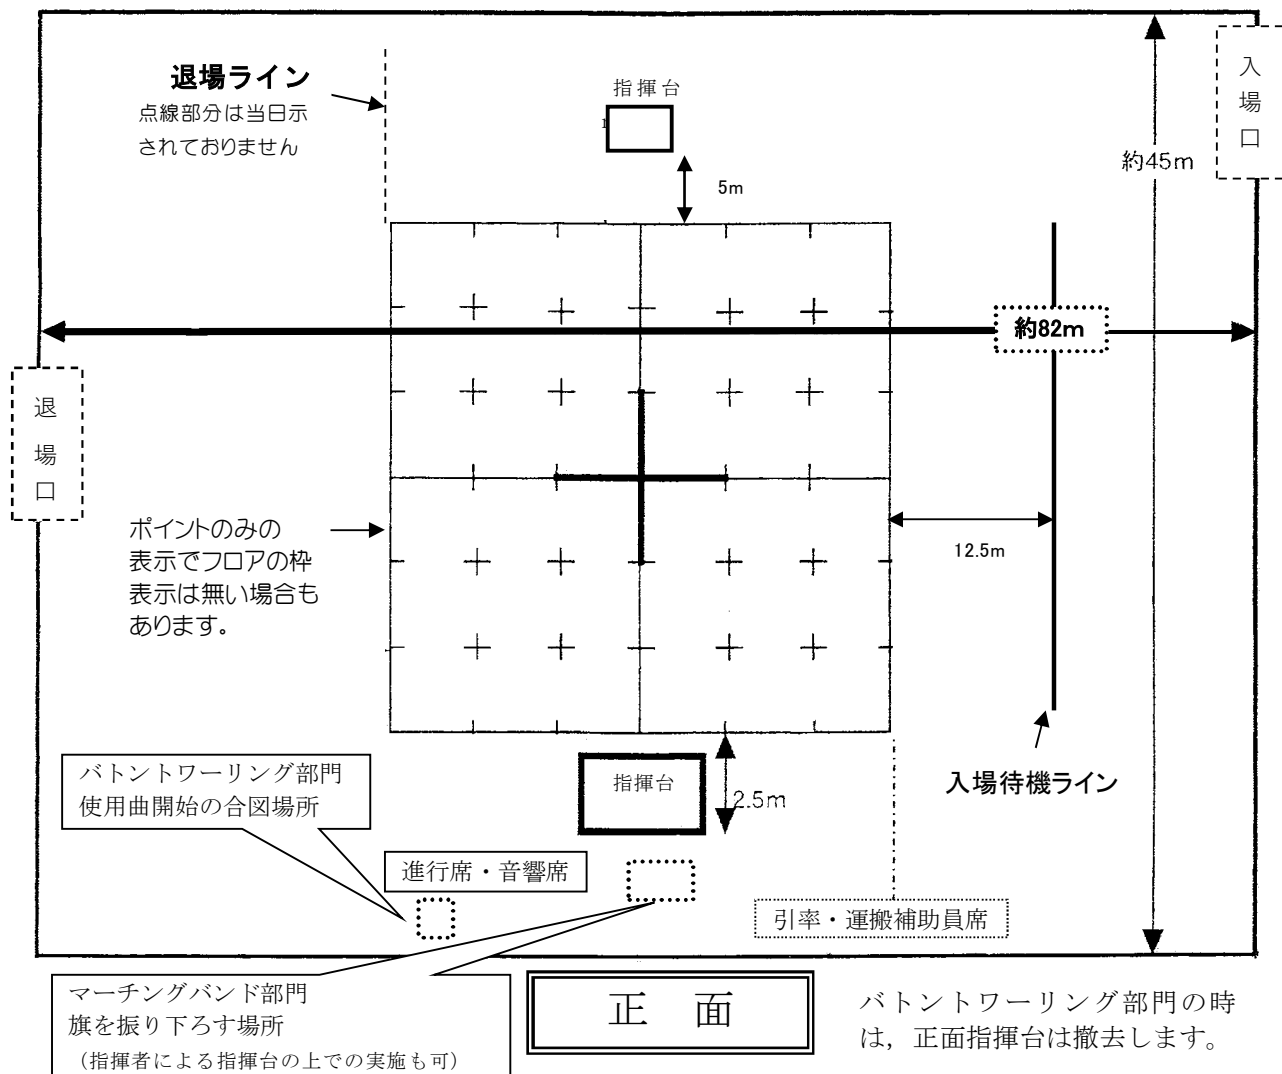 退場ライン
点線部分は当日示
されておりません
指揮台
5m
入場口
約45m
約82m
退場口
ポイントのみの
表示でフロアの枠
表示は無い場合も
あります。
12.5m
入場待機ライン
指揮台
2.5m
バトントワーリング部門
使用曲開始の合図場所
進行席・音響席
引率・運搬補助員席
マーチングバンド部門
旗を振り下ろす場所
（指揮者による指揮台の上での実施も可）
正　面
バトントワーリング部門の時
は，正面指揮台は撤去します。